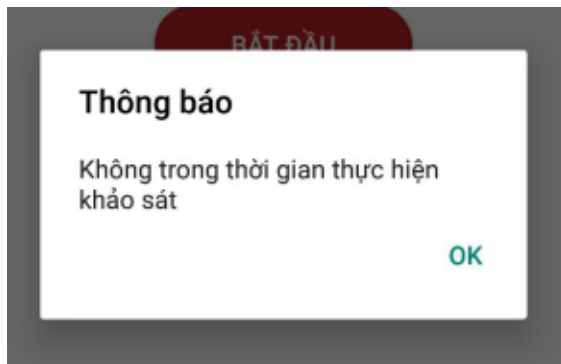 BẮT ĐẦU
Thông báo
Không trong thời gian thực hiện
khảo sát
OK